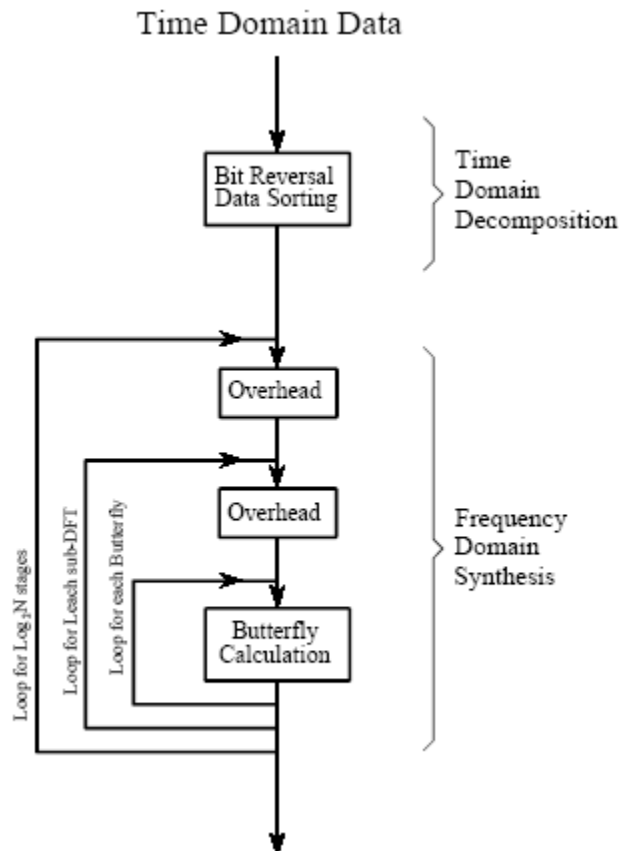 Time Domain Data
Bit Reversal
Data Sorting
Time
Domain
Decomposition
Overhead
Overhead
Butterfly
Calculation
Loop for Log₂N stages
Loop for Leach sub-DFT
Loop for each Butterfly
Frequency
Domain
Synthesis